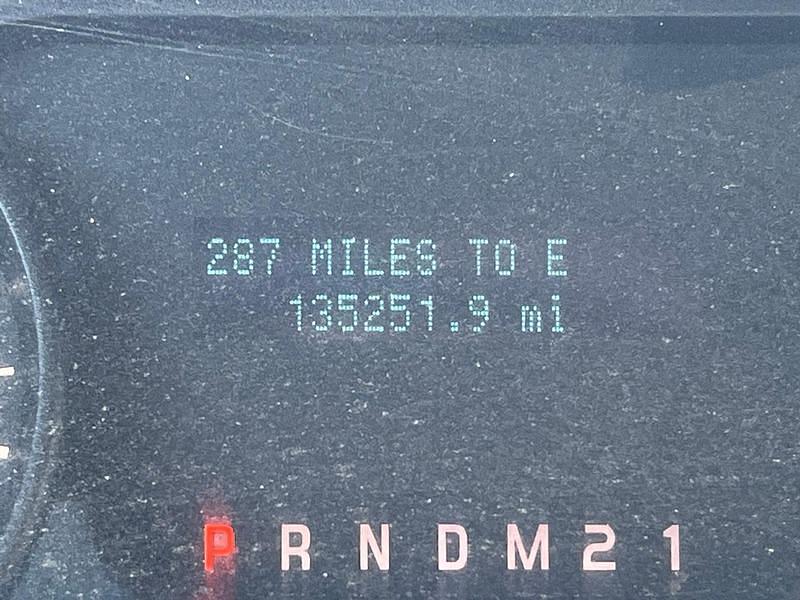 287 MILES TO E
135251.9 mi
P R N D M 2 1